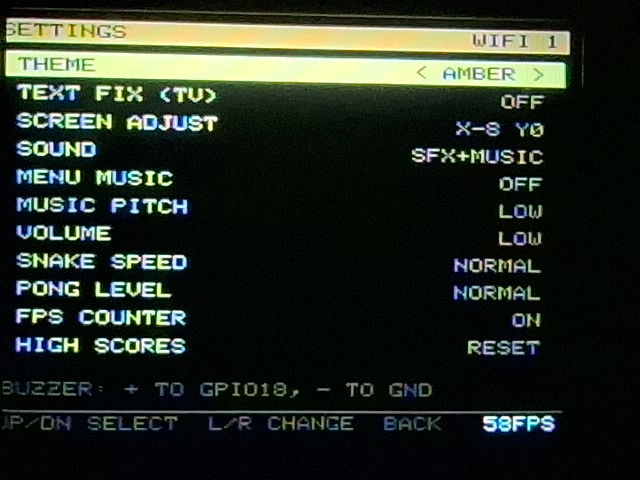 SETTINGS WIFI 1
THEME < AMBER >
TEXT FIX (TV) OFF
SCREEN ADJUST X-8 Y0
SOUND SFX+MUSIC
MENU MUSIC OFF
MUSIC PITCH LOW
VOLUME LOW
SNAKE SPEED NORMAL
PONG LEVEL NORMAL
FPS COUNTER ON
HIGH SCORES RESET
BUZZER: + TO GPIO18, - TO GND
UP/DN SELECT L/R CHANGE BACK 58FPS